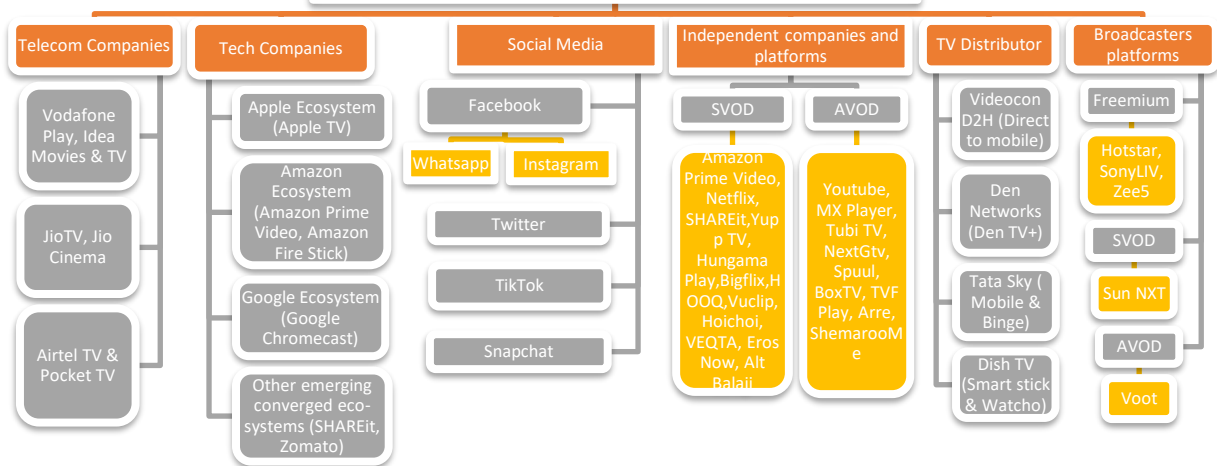 Telecom Companies
Vodafone
Play, Idea
Movies & TV
JioTV, Jio
Cinema
Airtel TV &
Pocket TV
Tech Companies
Apple Ecosystem
(Apple TV)
Amazon
Ecosystem
(Amazon Prime
Video, Amazon
Fire Stick)
Google Ecosystem
(Google
Chromecast)
Other emerging
converged eco-
systems (SHAREit,
Zomato)
Social Media
Facebook
Whatsapp
Instagram
Twitter
TikTok
Snapchat
Independent companies and
platforms
SVOD
Amazon
Prime Video,
Netflix,
SHAREit,Yup
p TV,
Hungama
Play,Bigflix,H
OOQ,Vuclip,
Hoichoi,
VEQTA, Eros
Now, Alt
Balaji
AVOD
Youtube,
MX Player,
Tubi TV,
NextGtv,
Spuul,
BoxTV, TVF
Play, Arre,
ShemarooM
e
TV Distributor
Videocon
D2H (Direct
to mobile)
Den
Networks
(Den TV+)
Tata Sky (
Mobile &
Binge)
Dish TV
(Smart stick
& Watcho)
Broadcasters
platforms
Freemium
Hotstar,
SonyLIV,
Zee5
SVOD
Sun NXT
AVOD
Voot